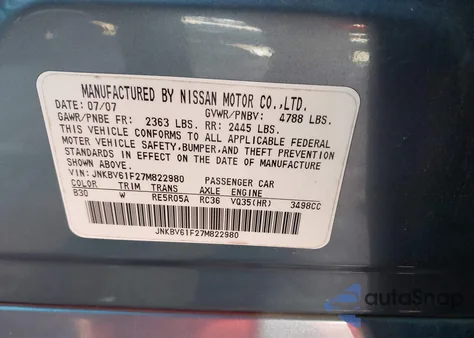 MANUFACTURED BY NISSAN MOTOR CO.,LTD.
DATE: 07/07 GVWR/PNBV: 4788 LBS.
GAWR/PNBE FR: 2363 LBS. RR: 2445 LBS.
THIS VEHICLE CONFORMS TO ALL APPLICABLE FEDERAL
MOTOR VEHICLE SAFETY,BUMPER,AND THEFT PREVENTION
STANDARDS IN EFFECT ON THE DATE OF MANUFACTURE
SHOWN ABOVE.
VIN: JNKBV61F27M822980 PASSENGER CAR
COLOR TRIM TRANS AXLE ENGINE
B30 W RE5R05A RC36 VQ35(HR) 3498CC
JNKBV61F27M822980
autoSnap